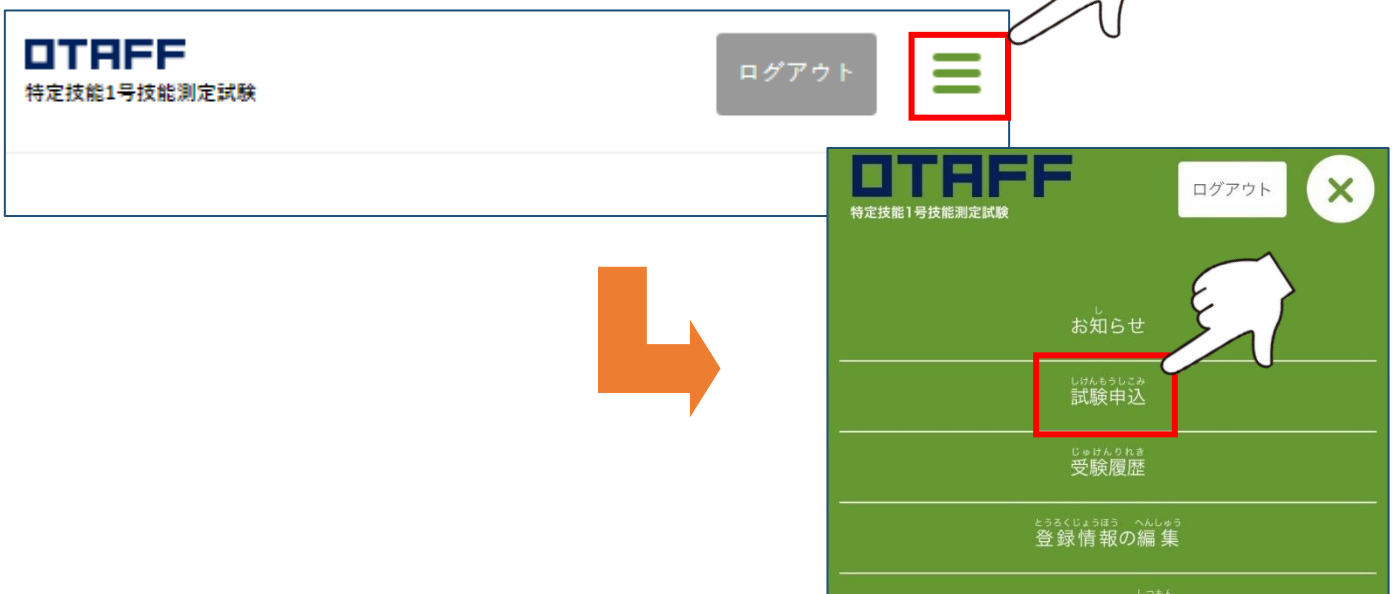 OTAFF
特定技能1号技能測定試験
ログアウト
OTAFF
特定技能1号技能測定試験
ログアウト
し
お知らせ
しけんもうしこみ
試験申込
じゅけんりれき
受験履歴
とうろくじょうほう へんしゅう
登録情報の編集